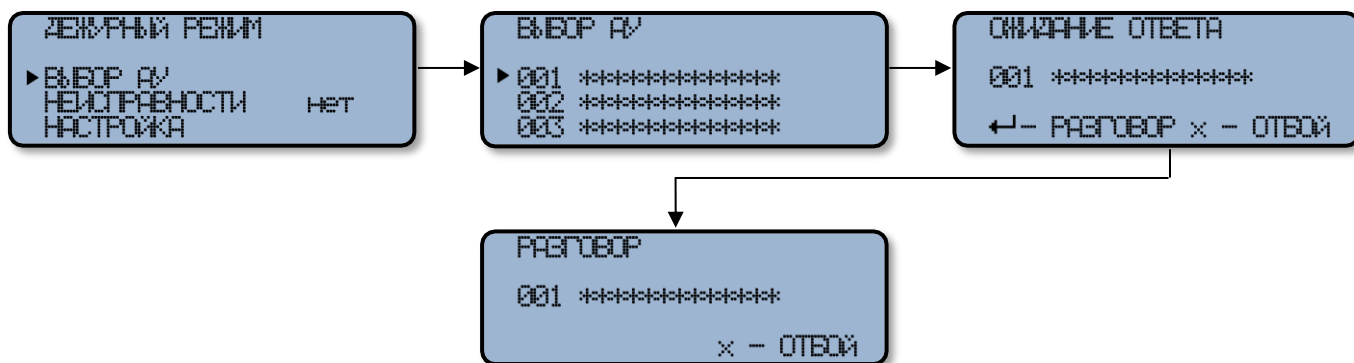 ДЕЖУРНЫЙ РЕЖИМ
►ВЫБОР АУ
НЕИСПРАВНОСТИ нет
НАСТРОЙКА
ВЫБОР АУ
►001 **************
002 **************
003 **************
ОЖИДАНИЕ ОТВЕТА
001 **************
↵ - РАЗГОВОР x - ОТБОЙ
РАЗГОВОР
001 **************
x - ОТБОЙ